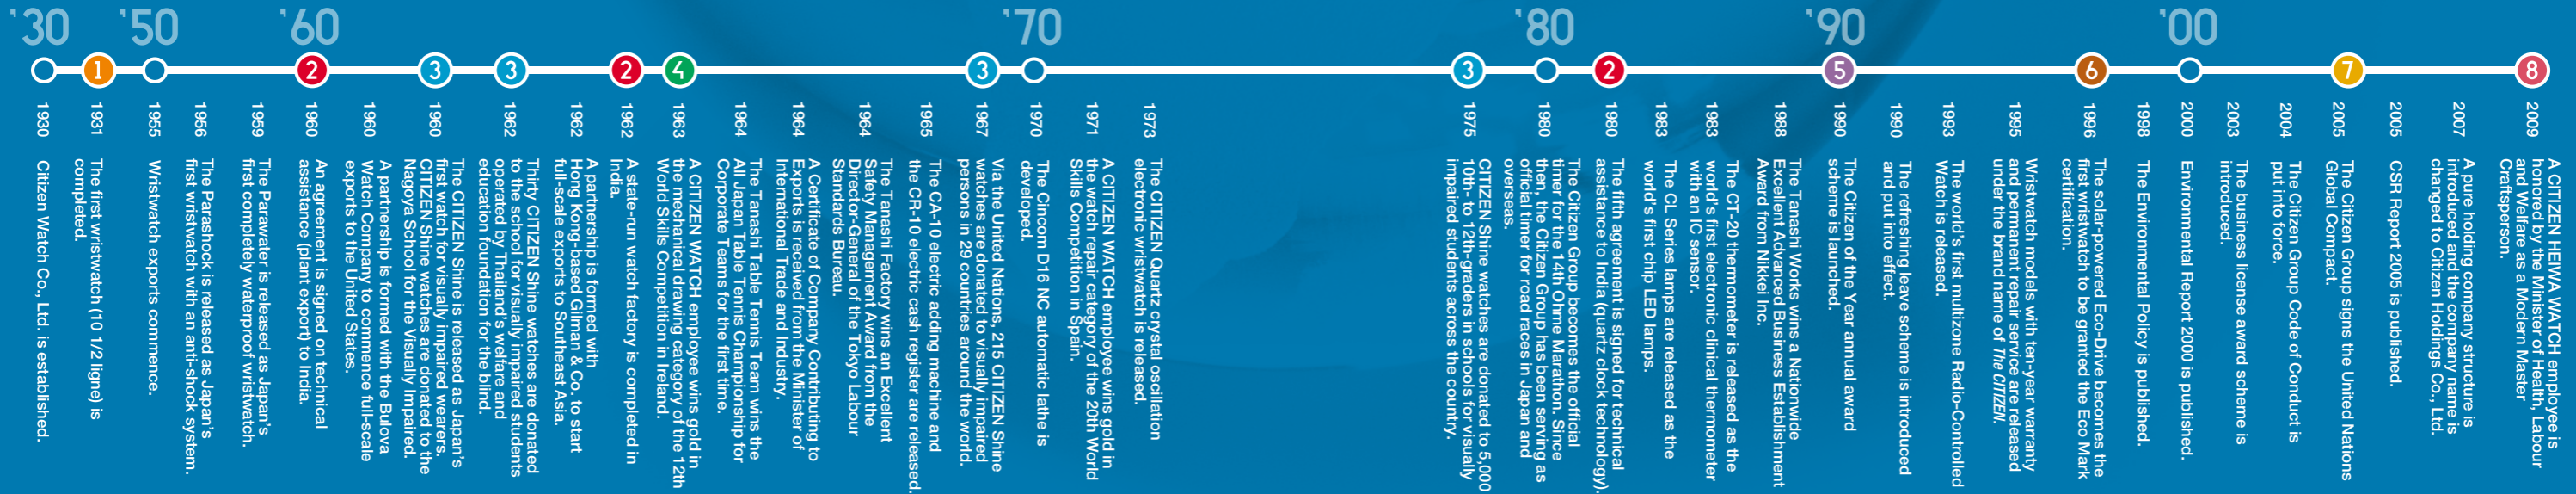 '30
'50
'60
'70
'80
'90
'00
1
2
3
3
2
4
3
3
2
5
6
7
8
1930
Citizen Watch Co., Ltd. is established.
1931
The first wristwatch (10 1/2 ligne) is
completed.
1955
Wristwatch exports commence.
1956
The Parashock is released as Japan's
first wristwatch with an anti-shock system.
1959
The Parawater is released as Japan's
first completely waterproof wristwatch.
1960
An agreement is signed on technical
assistance (plant export) to India.
1960
A partnership is formed with the Bulova
Watch Company to commence full-scale
exports to the United States.
1960
The CITIZEN Shine is released as Japan's
first watch for visually impaired wearers.
CITIZEN Shine watches are donated to the
Nagoya School for the Visually Impaired.
1962
Thirty CITIZEN Shine watches are donated
to the school for visually impaired students
operated by Thailand's welfare and
education foundation for the blind.
1962
A partnership is formed with
Hong Kong-based Gilman & Co. to start
full-scale exports to Southeast Asia.
1962
A state-run watch factory is completed in
India.
1963
A CITIZEN WATCH employee wins gold in
the mechanical drawing category of the 12th
World Skills Competition in Ireland.
1964
The Tanashi Table Tennis Team wins the
All Japan Table Tennis Championship for
Corporate Teams for the first time.
1964
A Certificate of Company Contributing to
Exports is received from the Minister of
International Trade and Industry.
1964
The Tanashi Factory wins an Excellent
Safety Management Award from the
Director-General of the Tokyo Labour
Standards Bureau.
1965
The CA-10 electric adding machine and
the CR-10 electric cash register are released.
1967
Via the United Nations, 215 CITIZEN Shine
watches are donated to visually impaired
persons in 29 countries around the world.
1970
The Cincom D16 NC automatic lathe is
developed.
1971
A CITIZEN WATCH employee wins gold in
the watch repair category of the 20th World
Skills Competition in Spain.
1973
The CITIZEN Quartz crystal oscillation
electronic wristwatch is released.
1975
CITIZEN Shine watches are donated to 5,000
10th- to 12th-graders in schools for visually
impaired students across the country.
1980
The Citizen Group becomes the official
timer for the 14th Ohme Marathon. Since
then, the Citizen Group has been serving as
official timer for road races in Japan and
overseas.
1980
The fifth agreement is signed for technical
assistance to India (quartz clock technology).
1983
The CL Series lamps are released as the
world's first chip LED lamps.
1983
The CT-20 thermometer is released as the
world's first electronic clinical thermometer
with an IC sensor.
1988
The Tanashi Works wins a Nationwide
Excellent Advanced Business Establishment
Award from Nikkei Inc.
1990
The Citizen of the Year annual award
scheme is launched.
1990
The refreshing leave scheme is introduced
and put into effect.
1993
The world's first multizone Radio-Controlled
Watch is released.
1995
Wristwatch models with ten-year warranty
and permanent repair service are released
under the brand name of The CITIZEN.
1996
The solar-powered Eco-Drive becomes the
first wristwatch to be granted the Eco Mark
certification.
1998
The Environmental Policy is published.
2000
Environmental Report 2000 is published.
2003
The business license award scheme is
introduced.
2004
The Citizen Group Code of Conduct is
put into force.
2005
The Citizen Group signs the United Nations
Global Compact.
2005
CSR Report 2005 is published.
2007
A pure holding company structure is
introduced and the company name is
changed to Citizen Holdings Co., Ltd.
2009
A CITIZEN HEIWA WATCH employee is
honored by the Minister of Health, Labour
and Welfare as a Modern Master
Craftsperson.